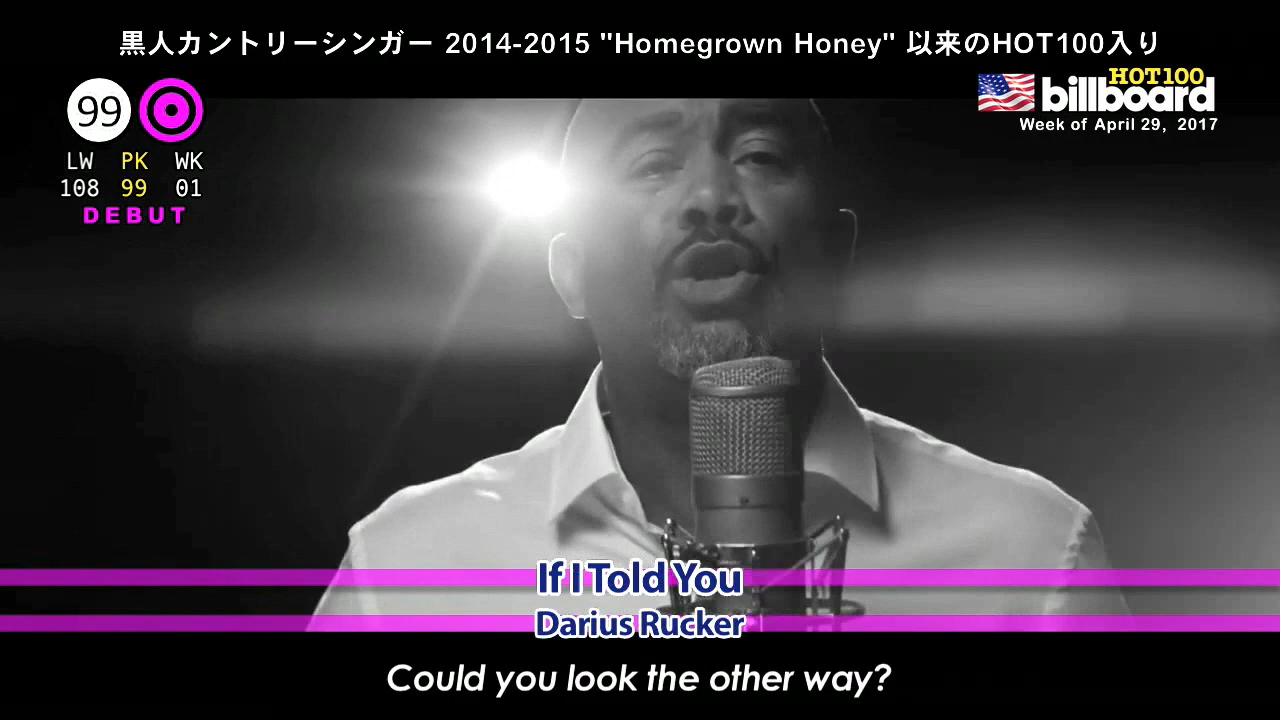 黒人カントリーシンガー 2014-2015 "Homegrown Honey" 以来のHOT100入り
99
LW PK WK
108 99 01
DEBUT
HOT100
billboard
Week of April 29, 2017
If I Told You
Darius Rucker
Could you look the other way?